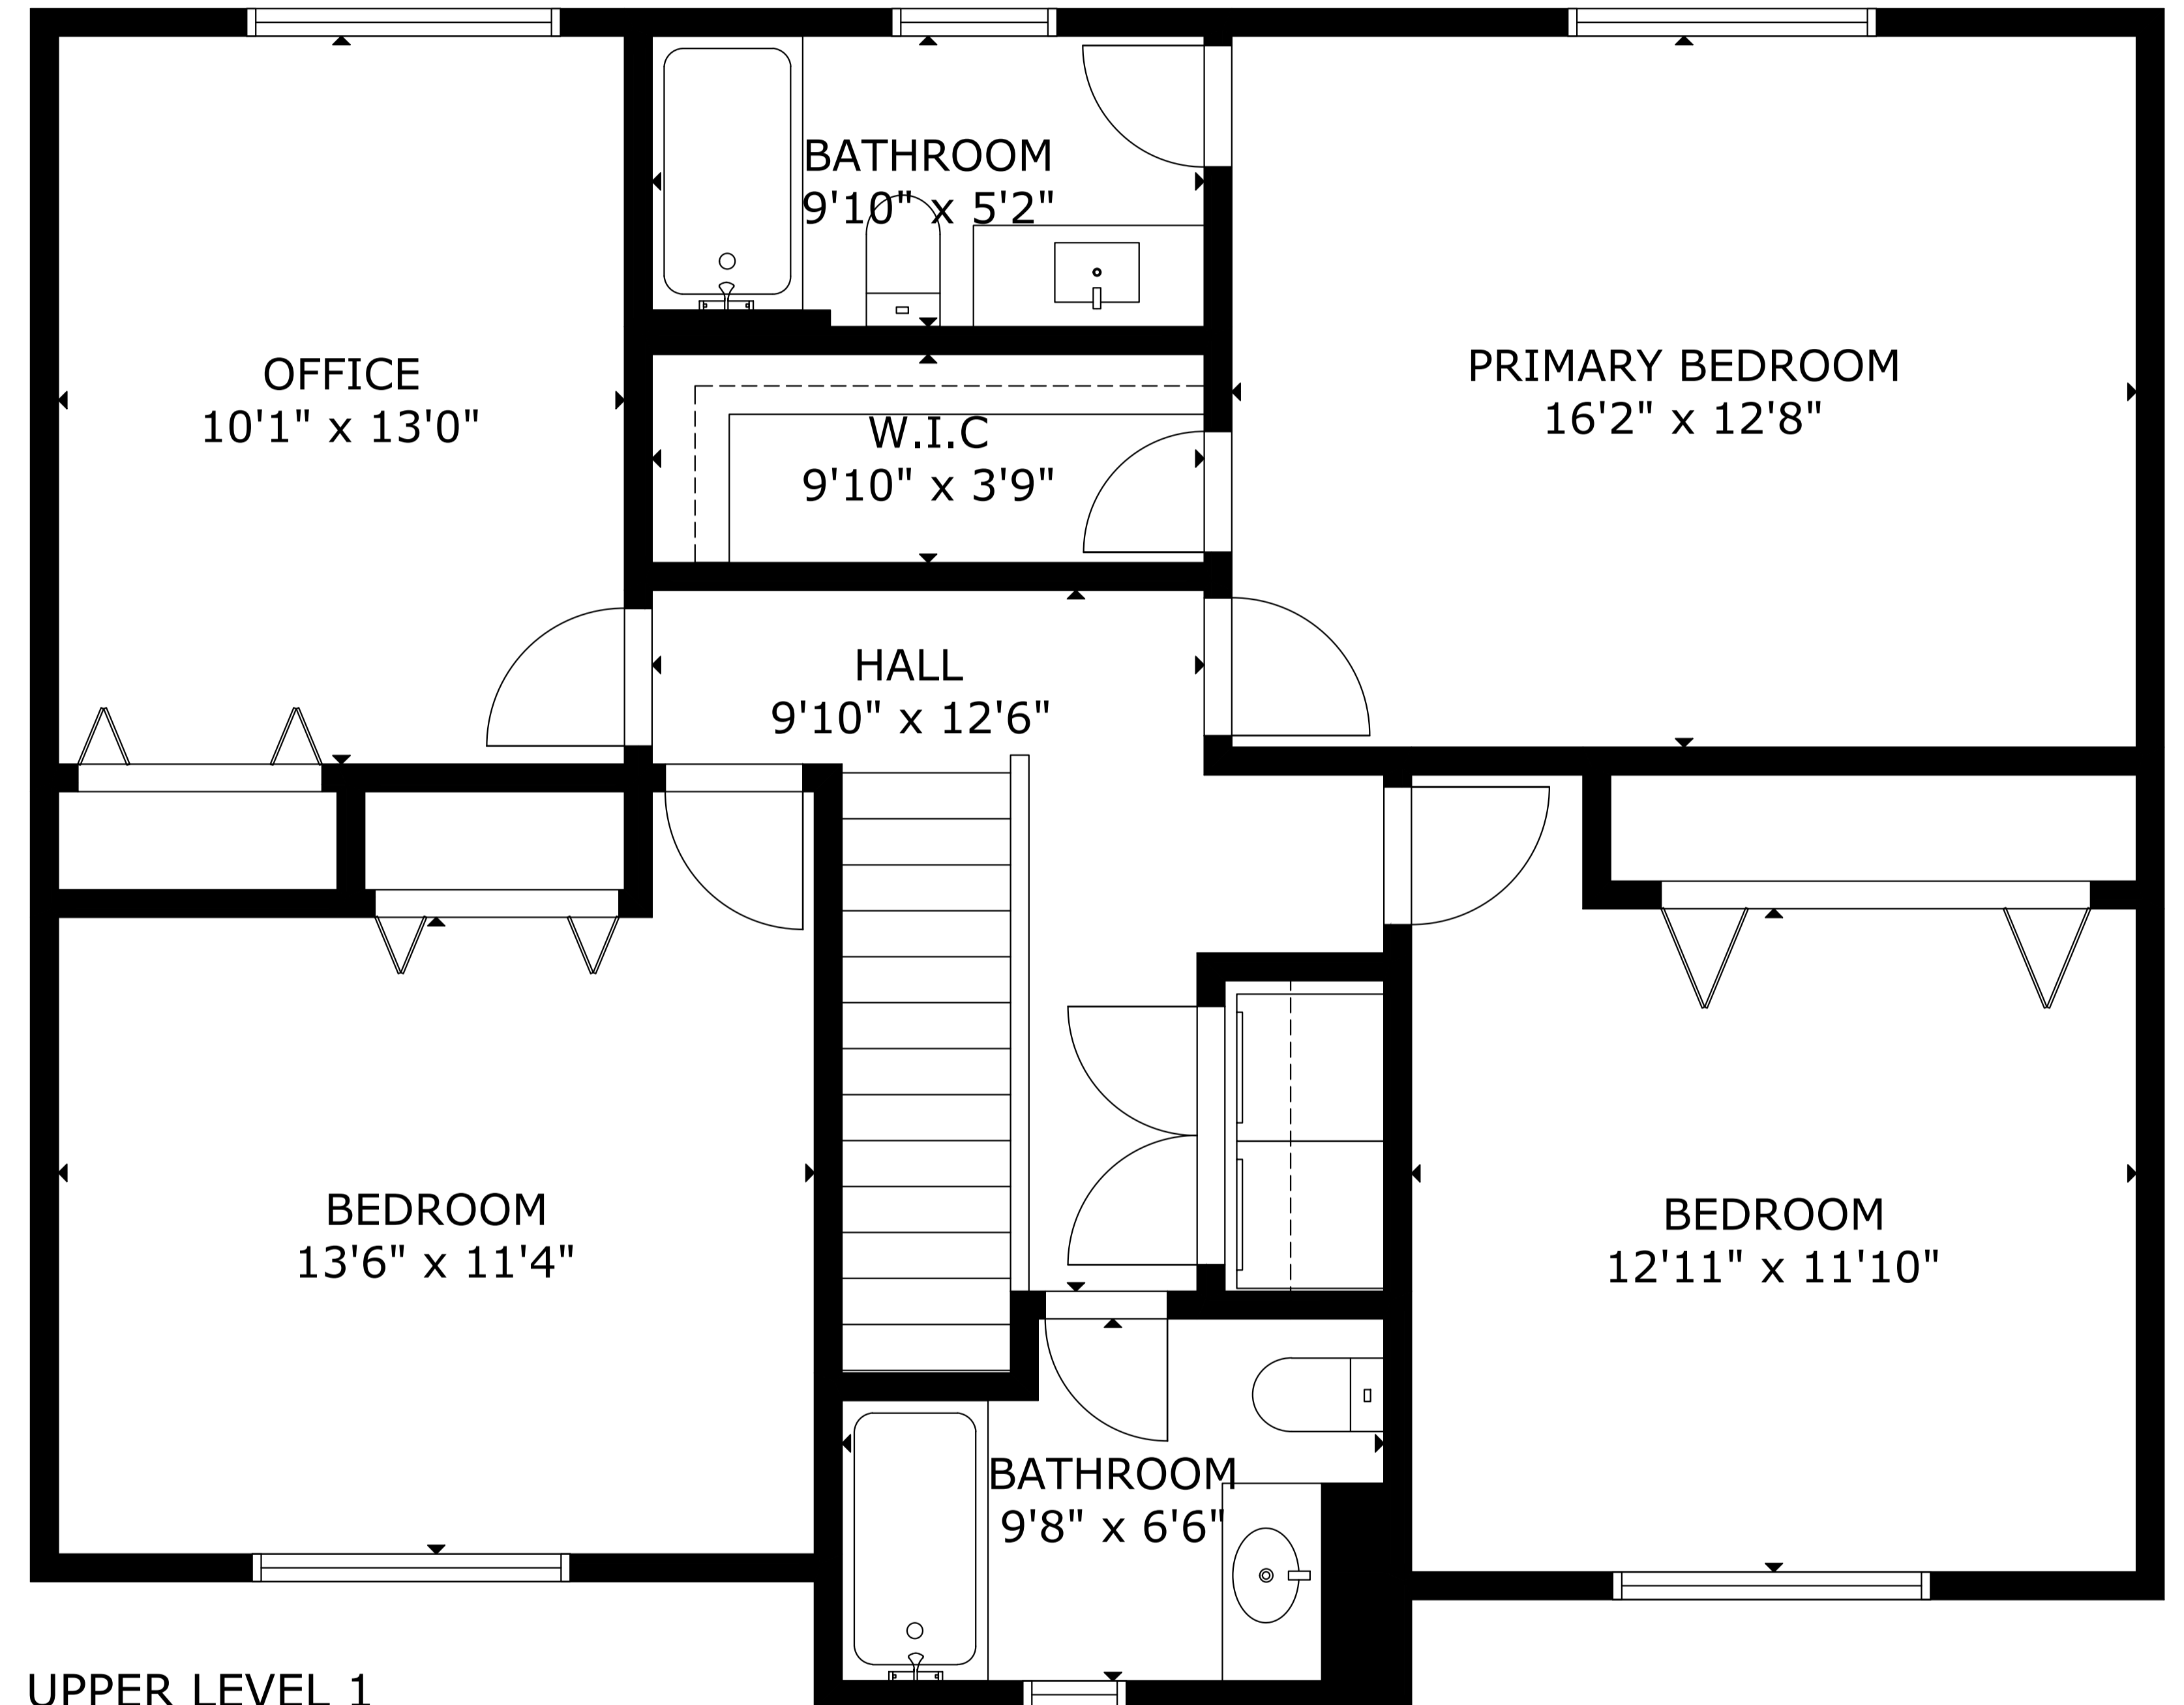 BATHROOM
9'10" x 5'2"
OFFICE
10'1" x 13'0"
PRIMARY BEDROOM
16'2" x 12'8"
W.I.C
9'10" x 3'9"
HALL
9'10" x 12'6"
BEDROOM
13'6" x 11'4"
BEDROOM
12'11" x 11'10"
BATHROOM
9'8" x 6'6"
UPPER LEVEL 1